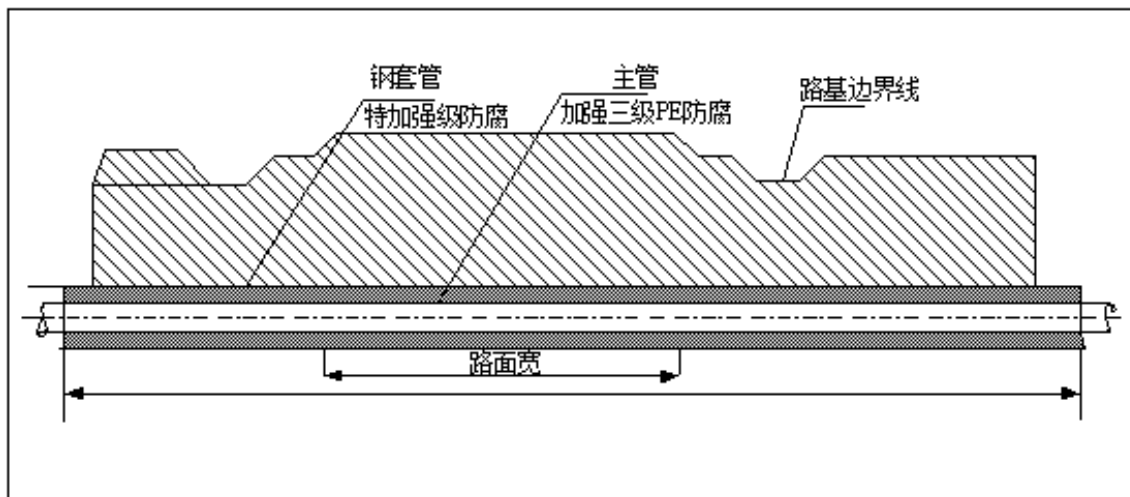 钢套管
特加强级防腐
主管
加强三级PE防腐
路基边界线
路面宽